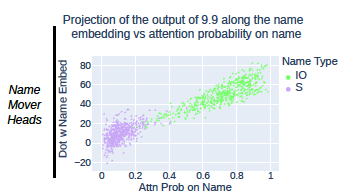 Projection of the output of 9.9 along the name
embedding vs attention probability on name
Name
Mover
Heads
Dot w Name Embed
80
60
40
20
0
−20
0
0.2
0.4
0.6
0.8
1
Attn Prob on Name
Name Type
IO
S